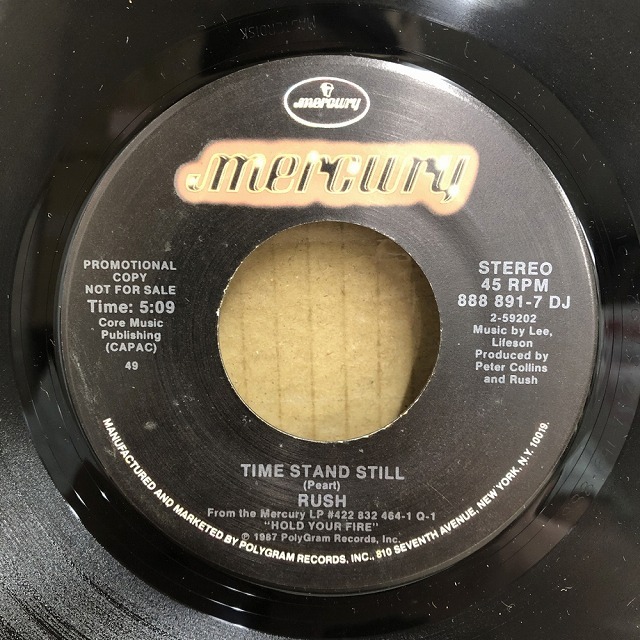 mercury
mercury
PROMOTIONAL
COPY
NOT FOR SALE
Time: 5:09
Core Music
Publishing
(CAPAC)
49
STEREO
45 RPM
888 891-7 DJ
2-59202
Music by Lee,
Lifeson
Produced by
Peter Collins
and Rush
TIME STAND STILL
(Peart)
RUSH
From the Mercury LP #422 832 464-1 Q-1
"HOLD YOUR FIRE"
℗ 1987 PolyGram Records, Inc.
MANUFACTURED AND MARKETED BY POLYGRAM RECORDS, INC., 810 SEVENTH AVENUE, NEW YORK, N.Y. 10019.